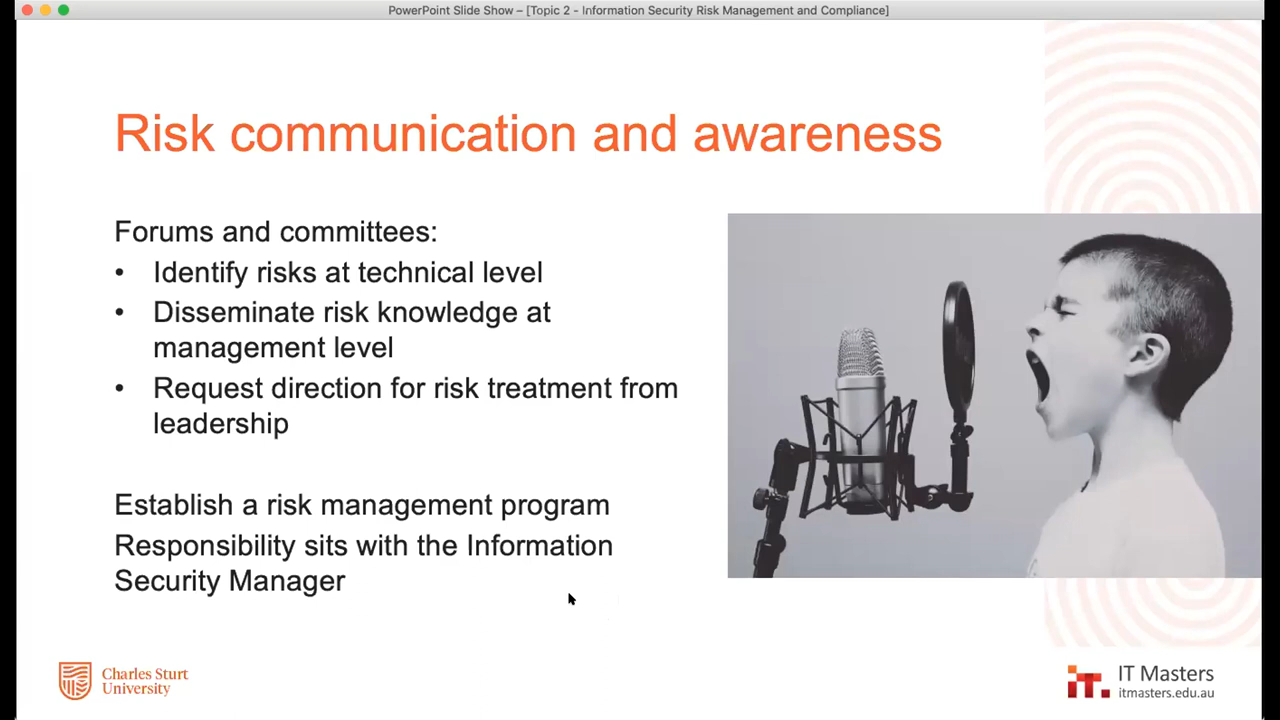 PowerPoint Slide Show – [Topic 2 - Information Security Risk Management and Compliance]
Risk communication and awareness
Forums and committees:
• Identify risks at technical level
• Disseminate risk knowledge at
management level
• Request direction for risk treatment from
leadership
Establish a risk management program
Responsibility sits with the Information
Security Manager
Charles Sturt
University
it.
IT Masters
itmasters.edu.au